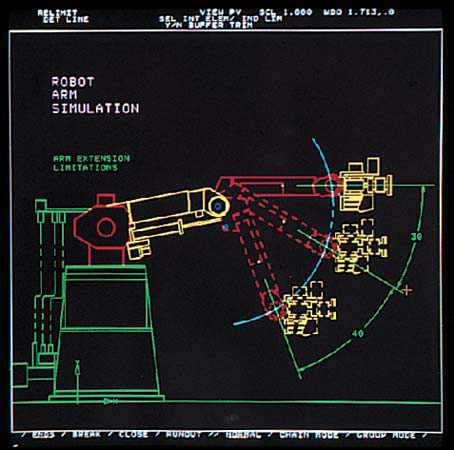 RELIMIT VIEW PV SCL 1.000 WDO 1.713,.0
DET LINE SEL INT ELEM/ IND LIM
Y/N BUFFER TRIM
ROBOT
ARM
SIMULATION
ARM EXTENSION
LIMITATIONS
30
40
Y
X
/ ENDS / BREAK / CLOSE / RUNOUT // NORMAL / CHAIN MODE / GROUP MODE /